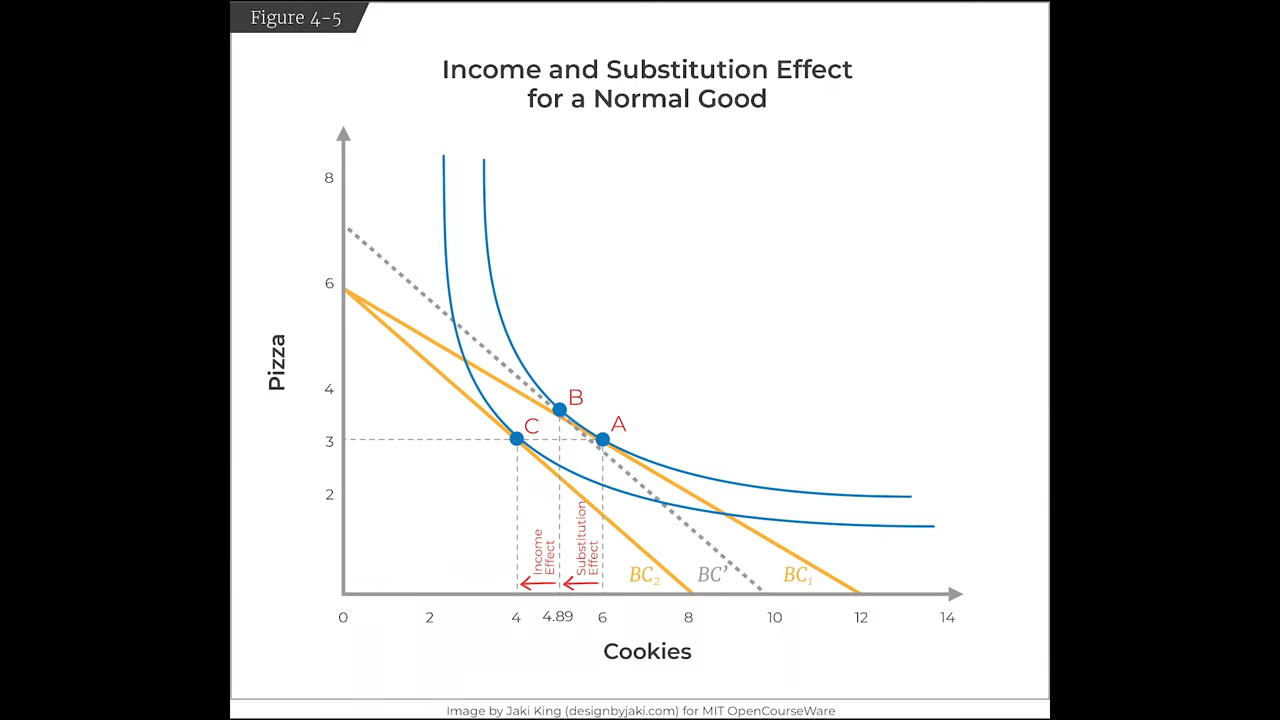 Figure 4-5
Income and Substitution Effect
for a Normal Good
8
6
4
3
2
Pizza
B
A
C
Income
Effect
Substitution
Effect
BC₂
BC'
BC₁
0
2
4
4.89
6
8
10
12
14
Cookies
Image by Jaki King (designbyjaki.com) for MIT OpenCourseWare